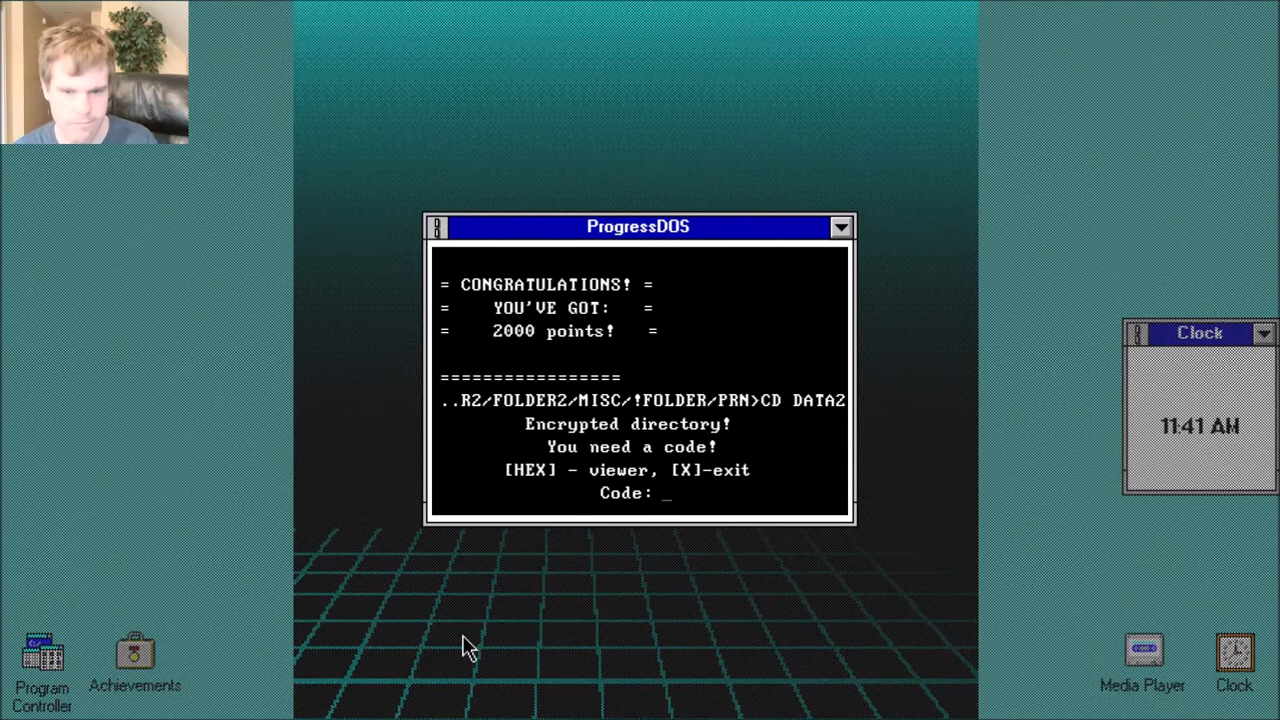 ProgressDOS
= CONGRATULATIONS! =
= YOU'VE GOT: =
= 2000 points! =
=================
..R2/FOLDER2/MISC/!FOLDER/PRN>CD DATA2
Encrypted directory!
You need a code!
[HEX] - viewer, [X]-exit
Code: _
Clock
11:41 AM
Program
Controller
Achievements
Media Player
Clock